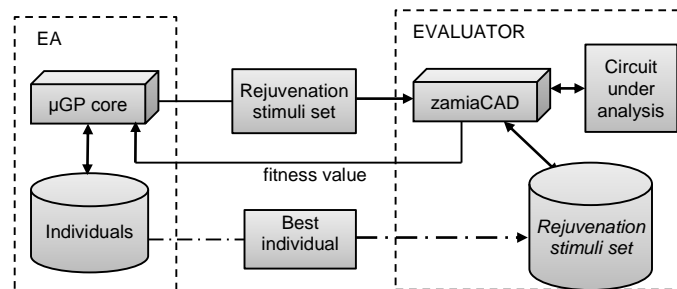 EA
EVALUATOR
µGP core
Rejuvenation
stimuli set
zamiaCAD
Circuit
under
analysis
fitness value
Individuals
Best
individual
Rejuvenation
stimuli set